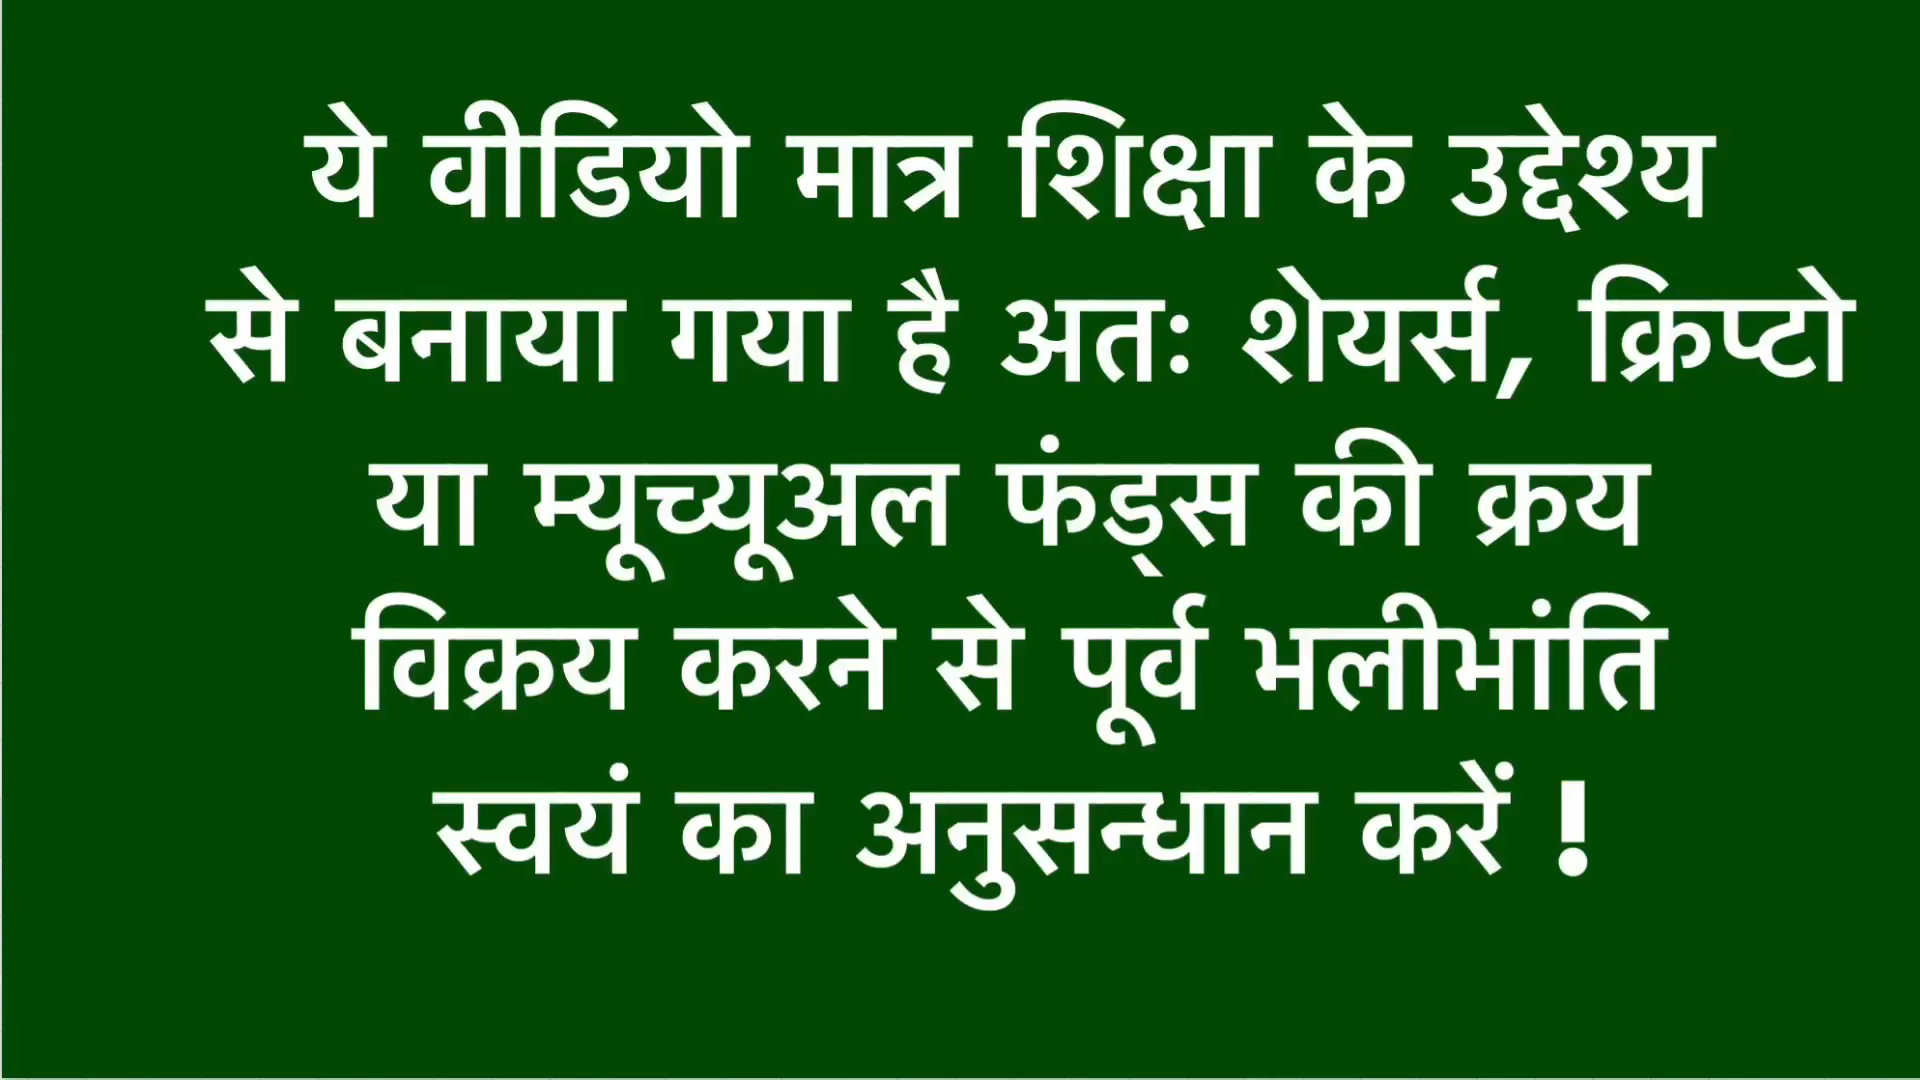 ये वीडियो मात्र शिक्षा के उद्देश्य
से बनाया गया है अतः शेयर्स, क्रिप्टो
या म्यूच्यूअल फंड्स की क्रय
विक्रय करने से पूर्व भलीभांति
स्वयं का अनुसन्धान करें !